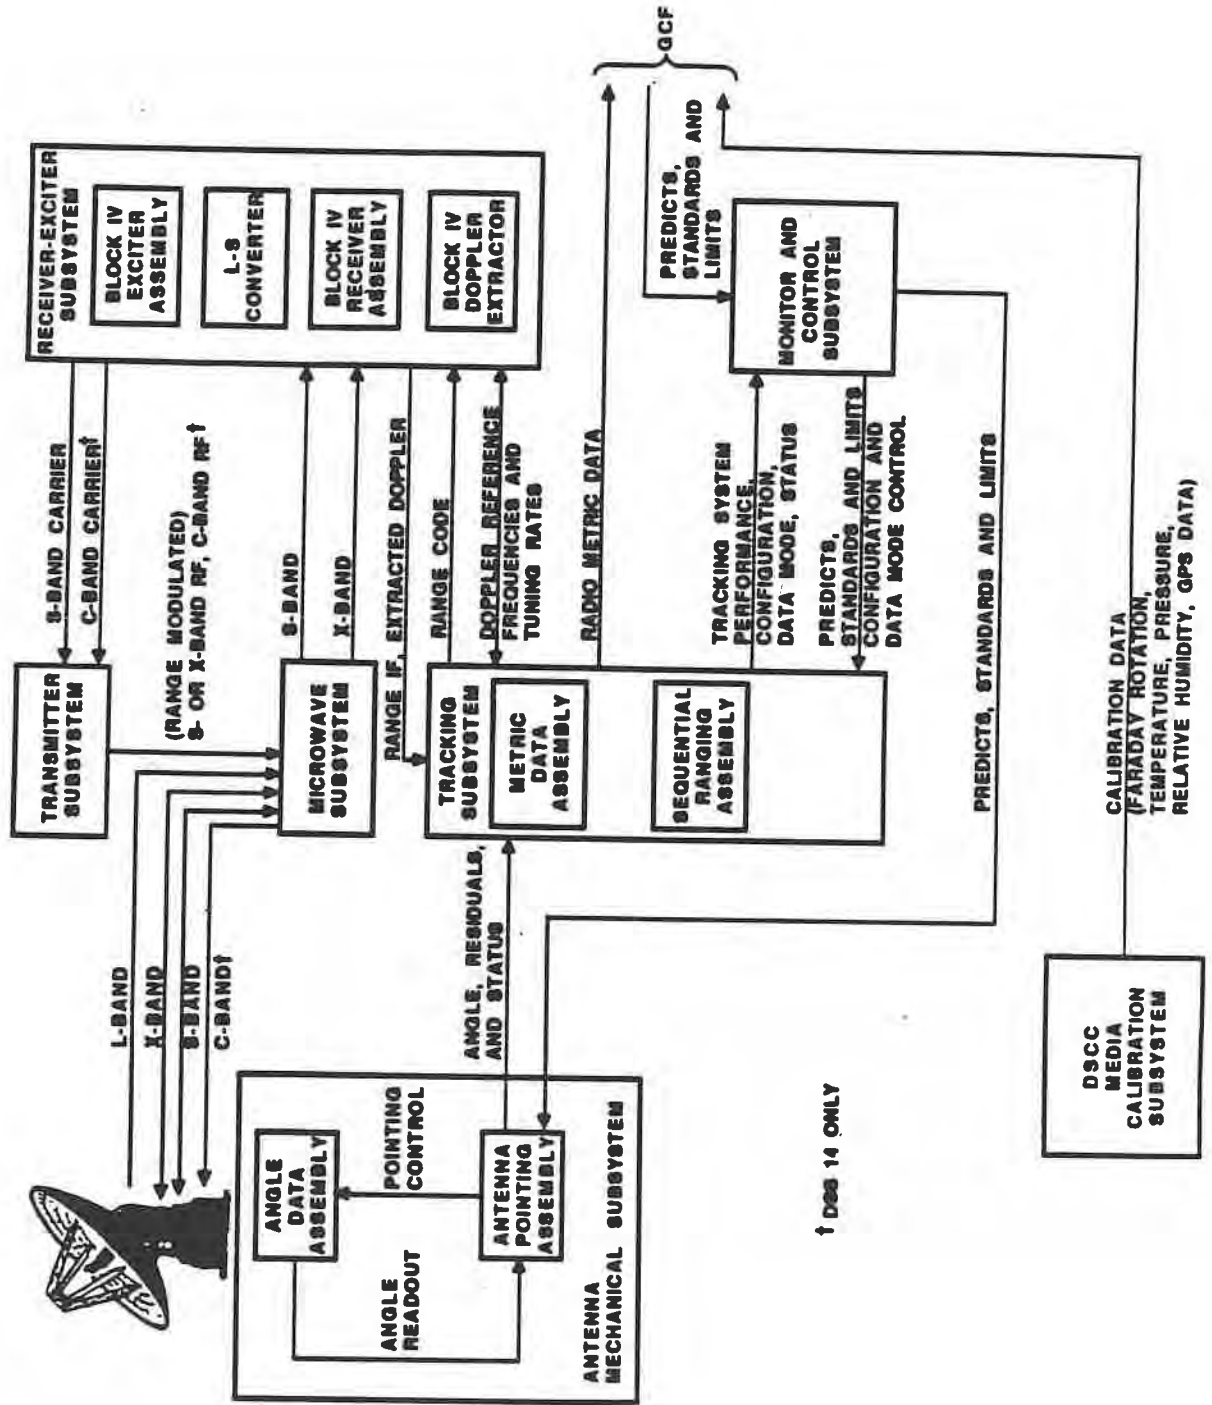 RECEIVER-EXCITER
SUBSYSTEM
BLOCK IV
EXCITER
ASSEMBLY
L-S
CONVERTER
BLOCK IV
RECEIVER
ASSEMBLY
BLOCK IV
DOPPLER
EXTRACTOR
S-BAND CARRIER
C-BAND CARRIER†
TRANSMITTER
SUBSYSTEM
(RANGE MODULATED)
S- OR X-BAND RF, C-BAND RF†
S-BAND
X-BAND
MICROWAVE
SUBSYSTEM
L-BAND
X-BAND
S-BAND
C-BAND†
RANGE IF, EXTRACTED DOPPLER
RANGE CODE
DOPPLER REFERENCE
FREQUENCIES AND
TUNING RATES
TRACKING
SUBSYSTEM
METRIC
DATA
ASSEMBLY
SEQUENTIAL
RANGING
ASSEMBLY
RADIO METRIC DATA
GCF
PREDICTS,
STANDARDS AND
LIMITS
MONITOR AND
CONTROL
SUBSYSTEM
TRACKING SYSTEM
PERFORMANCE,
CONFIGURATION,
DATA MODE, STATUS
PREDICTS,
STANDARDS AND LIMITS
CONFIGURATION AND
DATA MODE CONTROL
PREDICTS, STANDARDS AND LIMITS
ANGLE, RESIDUALS,
AND STATUS
ANGLE
DATA
ASSEMBLY
POINTING
CONTROL
ANGLE
READOUT
ANTENNA
POINTING
ASSEMBLY
ANTENNA
MECHANICAL SUBSYSTEM
CALIBRATION DATA
(FARADAY ROTATION,
TEMPERATURE, PRESSURE,
RELATIVE HUMIDITY, GPS DATA)
DSCC
MEDIA
CALIBRATION
SUBSYSTEM
† DSS 14 ONLY